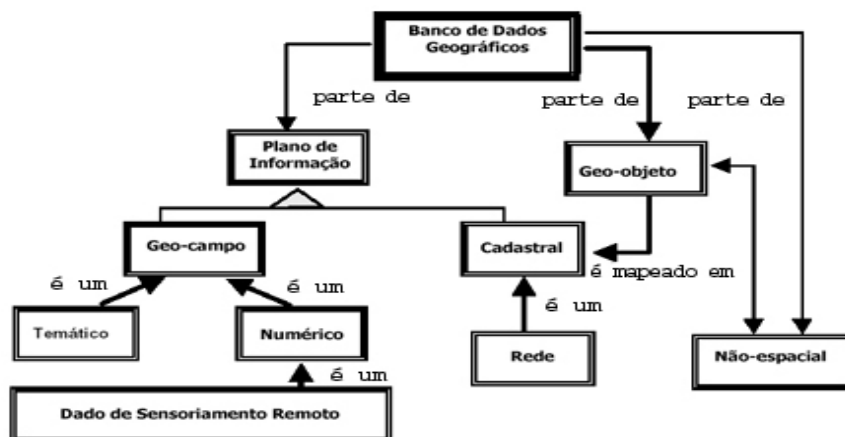 Banco de Dados
Geográficos
parte de
parte de
parte de
Plano de
Informação
Geo-objeto
Geo-campo
Cadastral
é mapeado em
é um
é um
é um
Temático
Numérico
Rede
Não-espacial
é um
Dado de Sensoriamento Remoto